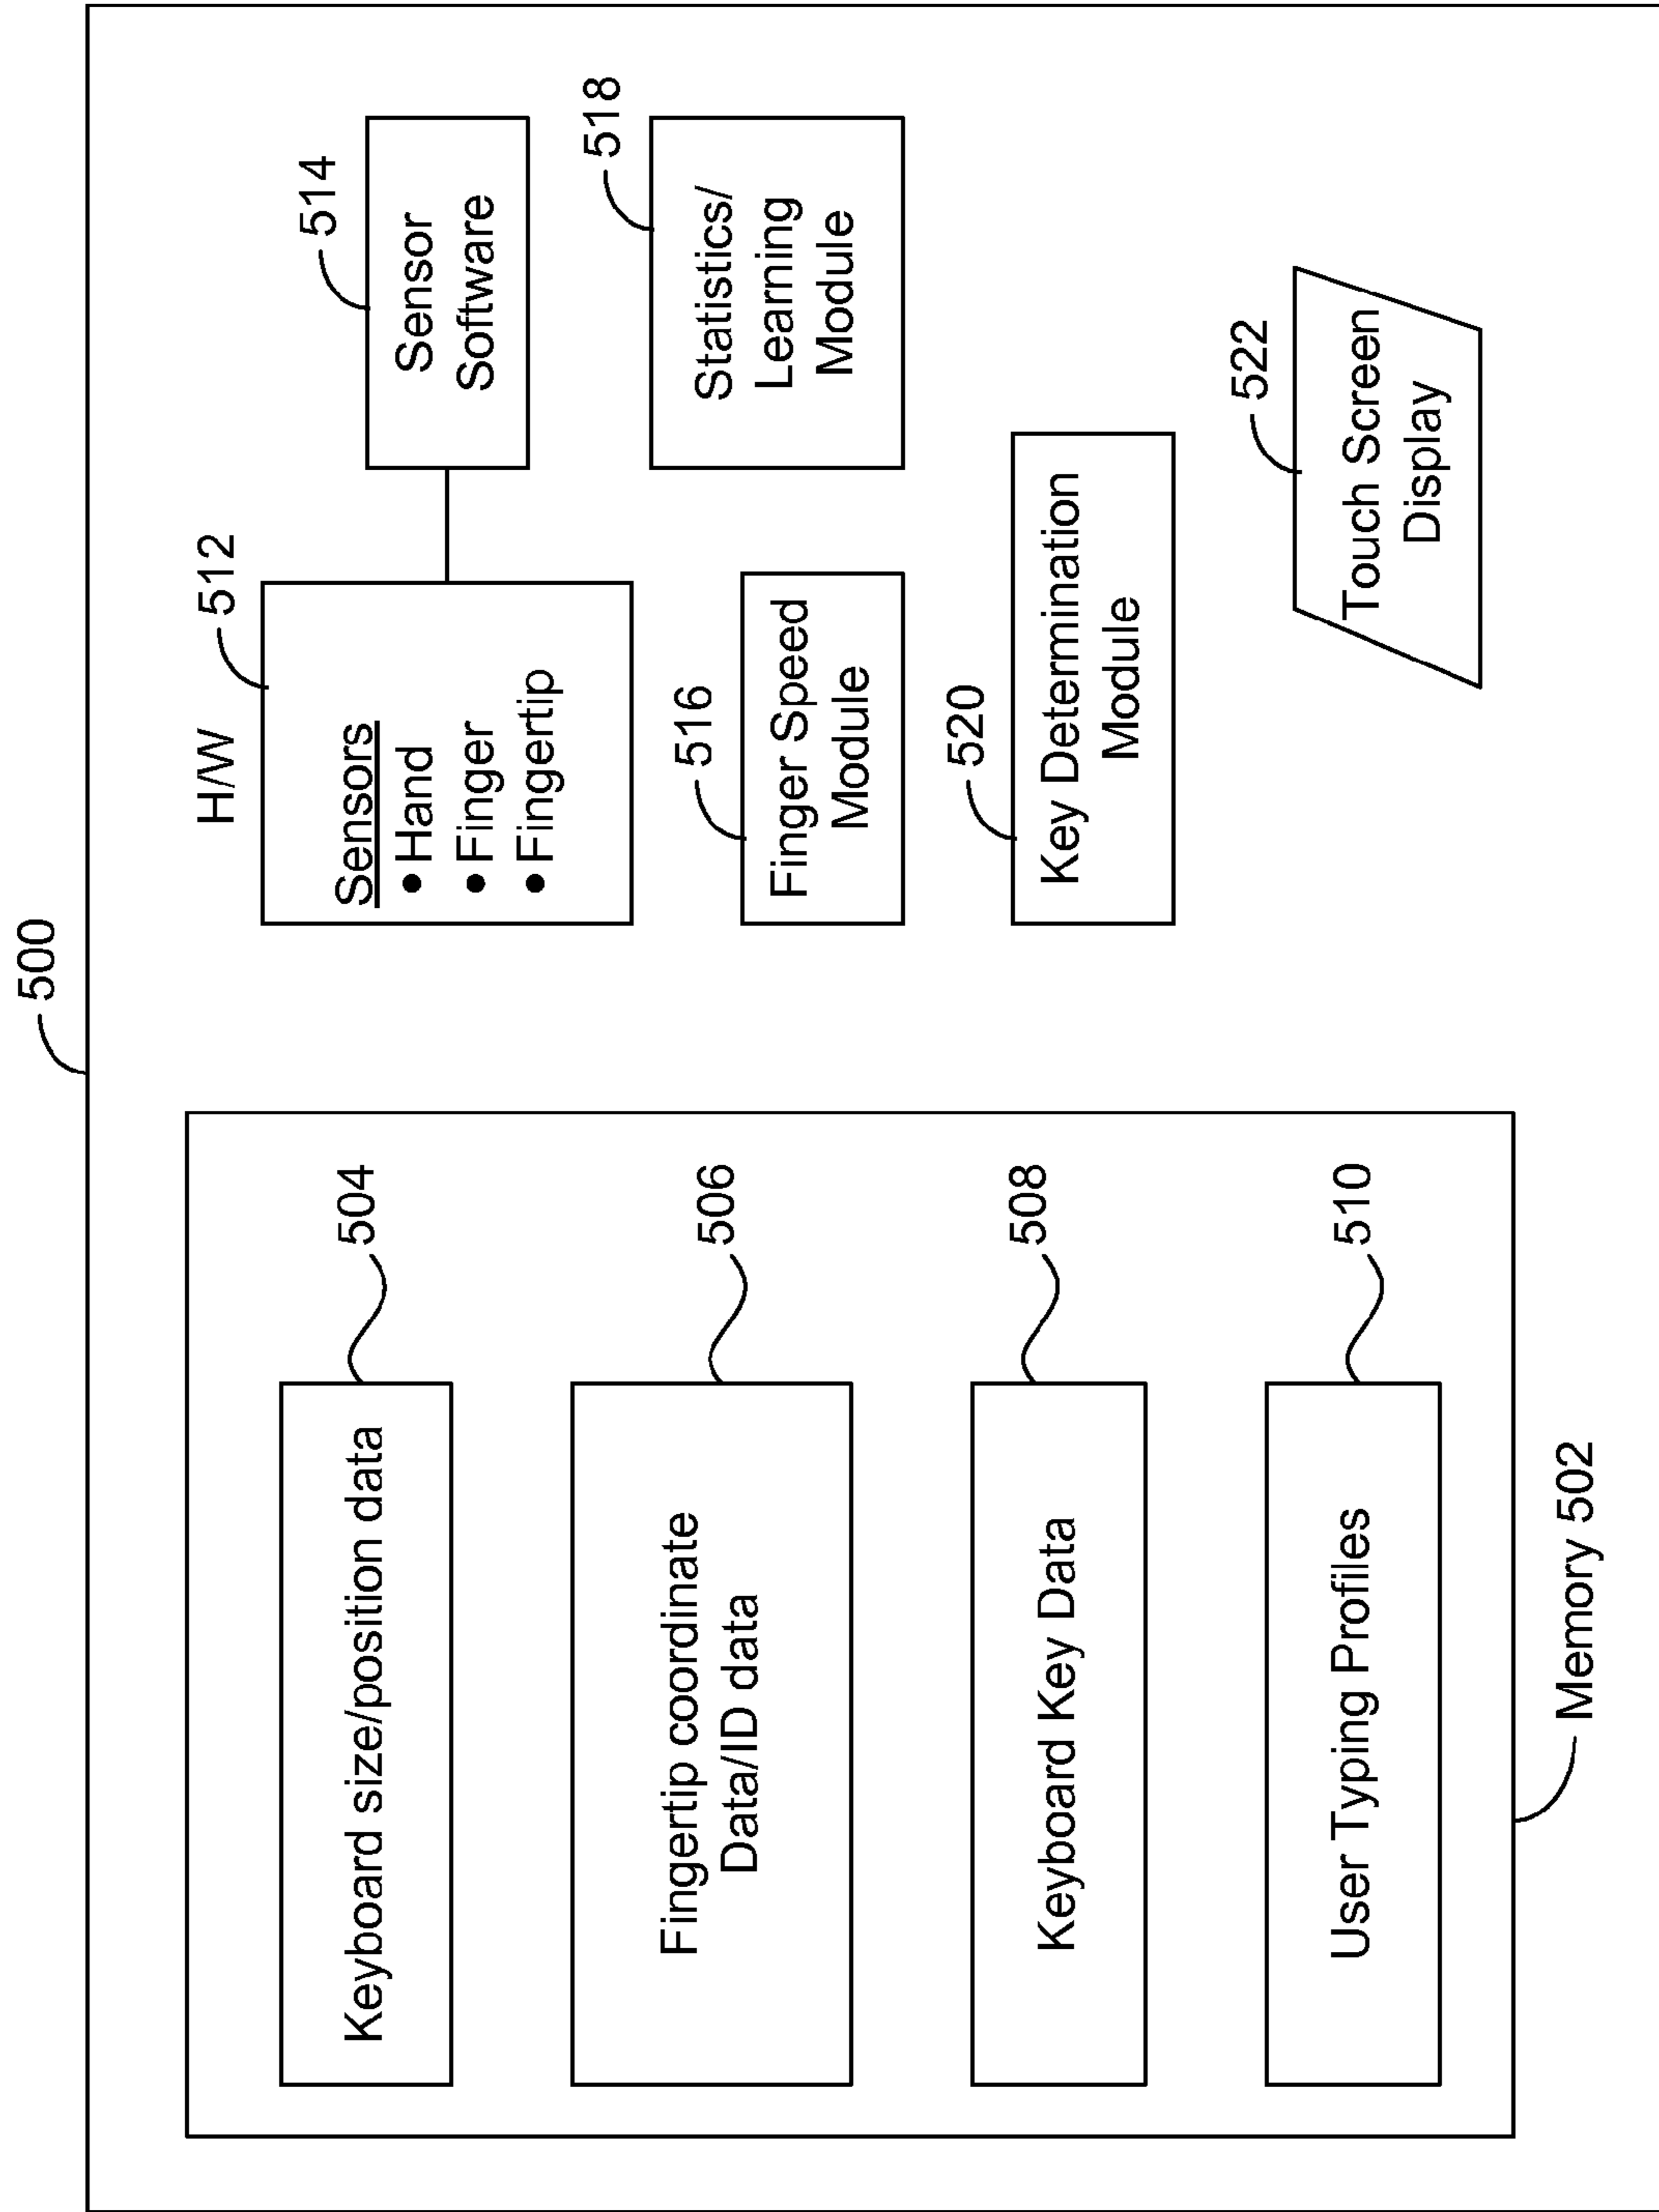 500
Keyboard size/position data
504
Fingertip coordinate
Data/ID data
506
Keyboard Key Data
508
User Typing Profiles
510
Memory 502
H/W
512
Sensors
• Hand
• Finger
• Fingertip
514
Sensor
Software
516
Finger Speed
Module
518
Statistics/
Learning
Module
520
Key Determination
Module
522
Touch Screen
Display